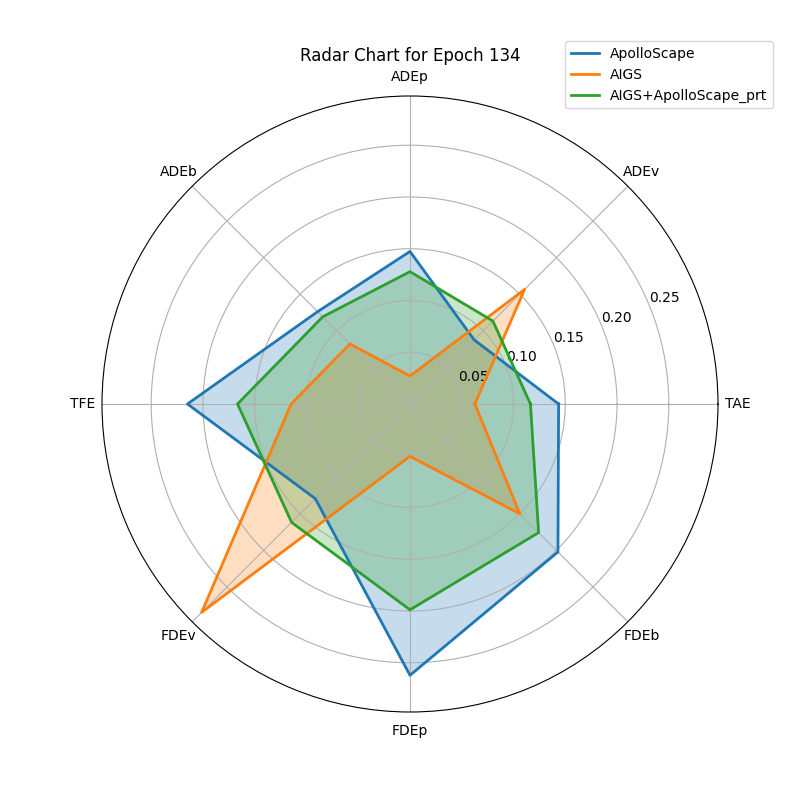 Radar Chart for Epoch 134
ApolloScape
AIGS
AIGS+ApolloScape_prt
ADEp
ADEb
ADEv
0.25
0.20
0.15
0.10
0.05
TFE
TAE
FDEv
FDEb
FDEp